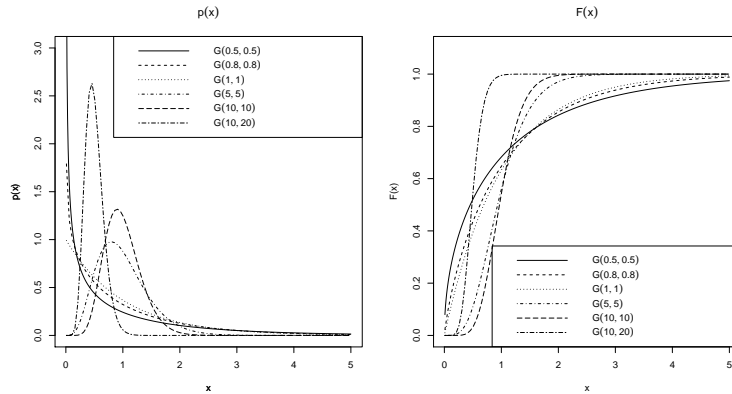 p(x)
3.0
2.5
2.0
1.5
1.0
0.5
0.0
p(x)
G(0.5, 0.5)
G(0.8, 0.8)
G(1, 1)
G(5, 5)
G(10, 10)
G(10, 20)
0 1 2 3 4 5
x
F(x)
1.0
0.8
0.6
0.4
0.2
0.0
F(x)
G(0.5, 0.5)
G(0.8, 0.8)
G(1, 1)
G(5, 5)
G(10, 10)
G(10, 20)
0 1 2 3 4 5
x